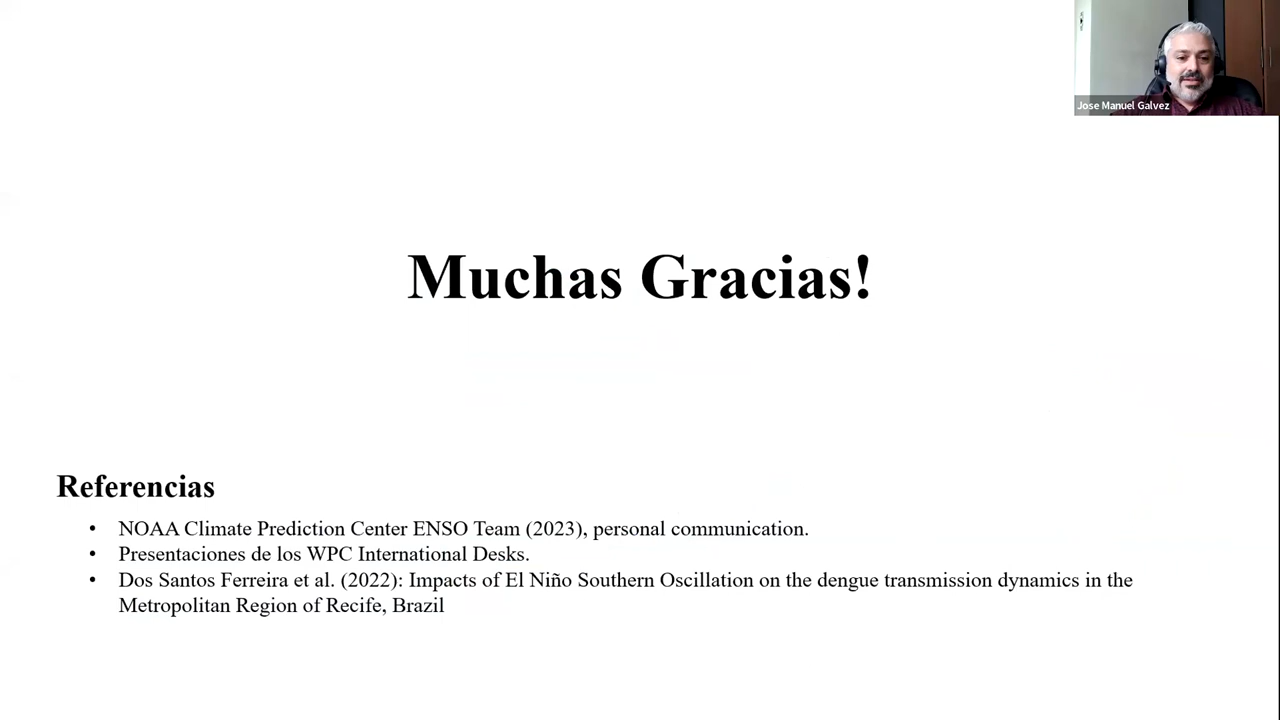 Jose Manuel Galvez
Muchas Gracias!
Referencias
• NOAA Climate Prediction Center ENSO Team (2023), personal communication.
• Presentaciones de los WPC International Desks.
• Dos Santos Ferreira et al. (2022): Impacts of El Niño Southern Oscillation on the dengue transmission dynamics in the
Metropolitan Region of Recife, Brazil